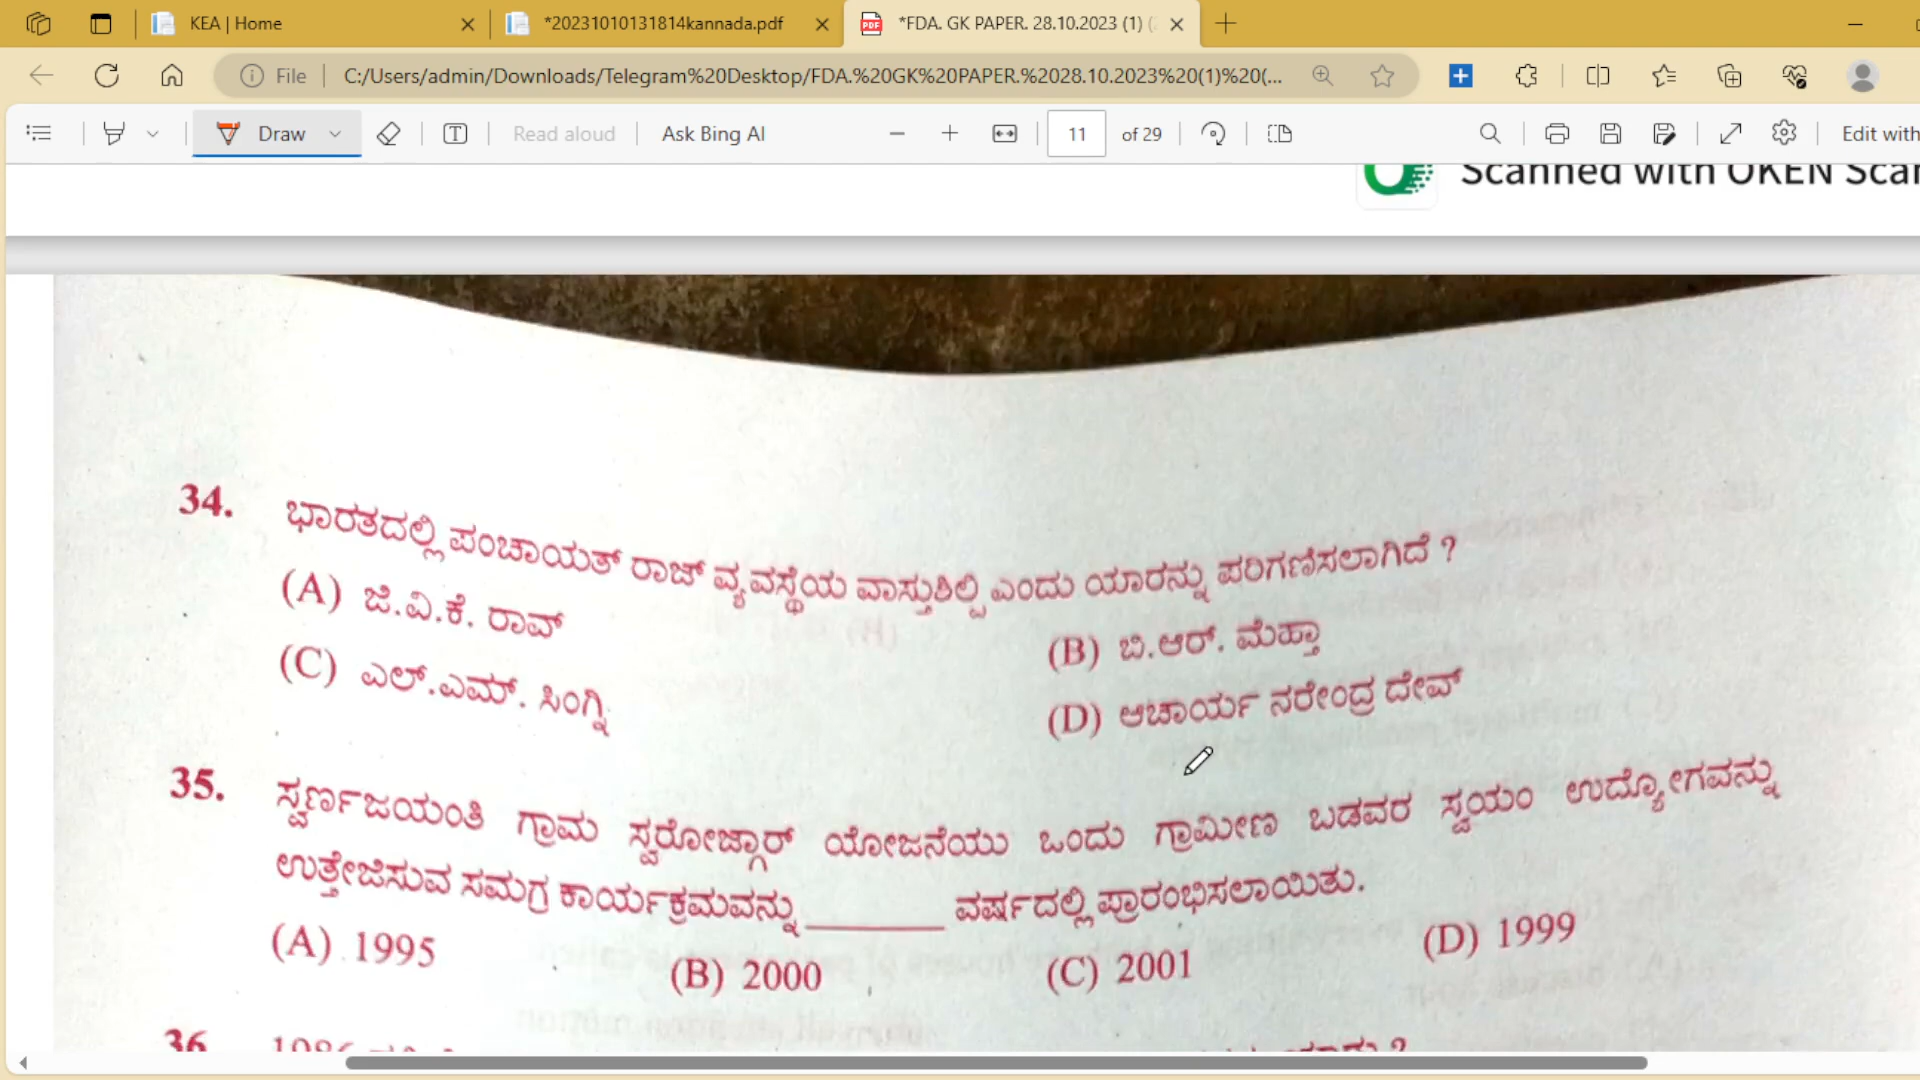 KEA | Home
*20231010131814kannada.pdf
*FDA. GK PAPER. 28.10.2023 (1) (
File
C:/Users/admin/Downloads/Telegram%20Desktop/FDA.%20GK%20PAPER.%2028.10.2023%20(1)%20(...
Draw
Read aloud
Ask Bing AI
11 of 29
Edit with
Scanned with OKEN Scan
34. ಭಾರತದಲ್ಲಿ ಪಂಚಾಯತ್ ರಾಜ್ ವ್ಯವಸ್ಥೆಯ ವಾಸ್ತುಶಿಲ್ಪಿ ಎಂದು ಯಾರನ್ನು ಪರಿಗಣಿಸಲಾಗಿದೆ ?
(A) ಜಿ.ವಿ.ಕೆ. ರಾವ್
(B) ಬಿ.ಆರ್. ಮೆಹ್ತಾ
(C) ಎಲ್.ಎಮ್. ಸಿಂಗ್ವಿ
(D) ಆಚಾರ್ಯ ನರೇಂದ್ರ ದೇವ್
35. ಸ್ವರ್ಣಜಯಂತಿ ಗ್ರಾಮ ಸ್ವರೋಜ್ಗಾರ್ ಯೋಜನೆಯು ಒಂದು ಗ್ರಾಮೀಣ ಬಡವರ ಸ್ವಯಂ ಉದ್ಯೋಗವನ್ನು
ಉತ್ತೇಜಿಸುವ ಸಮಗ್ರ ಕಾರ್ಯಕ್ರಮವನ್ನು ________ ವರ್ಷದಲ್ಲಿ ಪ್ರಾರಂಭಿಸಲಾಯಿತು.
(A) 1995
(B) 2000
(C) 2001
(D) 1999
36